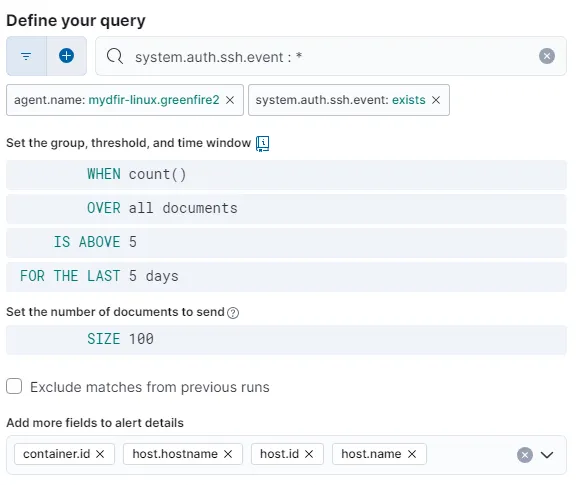 Define your query
system.auth.ssh.event : *
agent.name: mydfir-linux.greenfire2 × system.auth.ssh.event: exists ×
Set the group, threshold, and time window
WHEN count()
OVER all documents
IS ABOVE 5
FOR THE LAST 5 days
Set the number of documents to send
SIZE 100
Exclude matches from previous runs
Add more fields to alert details
container.id × host.hostname × host.id × host.name ×